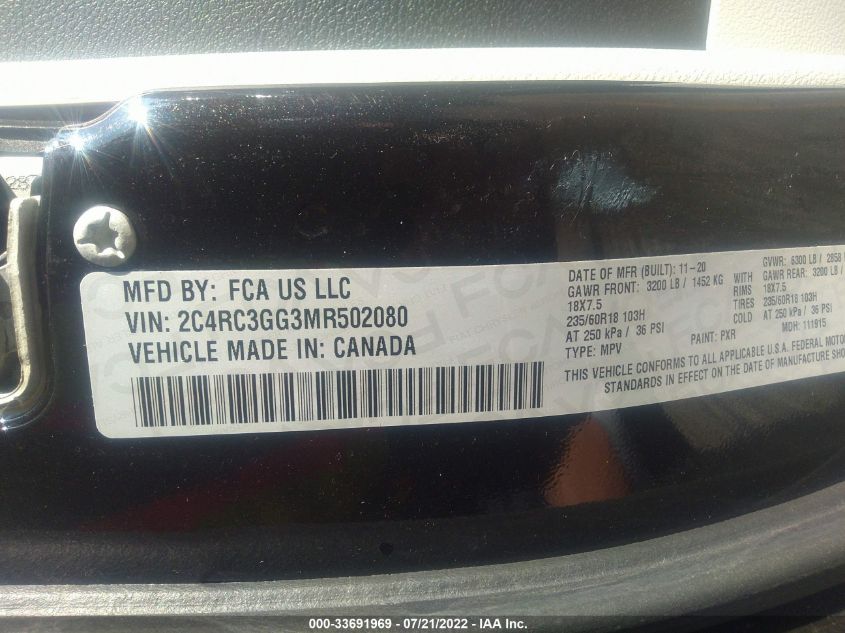 MFD BY: FCA US LLC
VIN: 2C4RC3GG3MR502080
VEHICLE MADE IN: CANADA
DATE OF MFR (BUILT): 11-20 GVWR: 6300 LB / 2858
GAWR FRONT: 3200 LB / 1452 KG WITH GAWR REAR: 3200 LB /
18X7.5 RIMS 18X7.5
235/60R18 103H TIRES 235/60R18 103H
AT 250 kPa / 36 PSI COLD AT 250 kPa / 36 PSI
TYPE: MPV PAINT: PXR MDH: 111915
THIS VEHICLE CONFORMS TO ALL APPLICABLE U.S.A. FEDERAL MOTOR
STANDARDS IN EFFECT ON THE DATE OF MANUFACTURE SHO
000-33691969 - 07/21/2022 - IAA Inc.